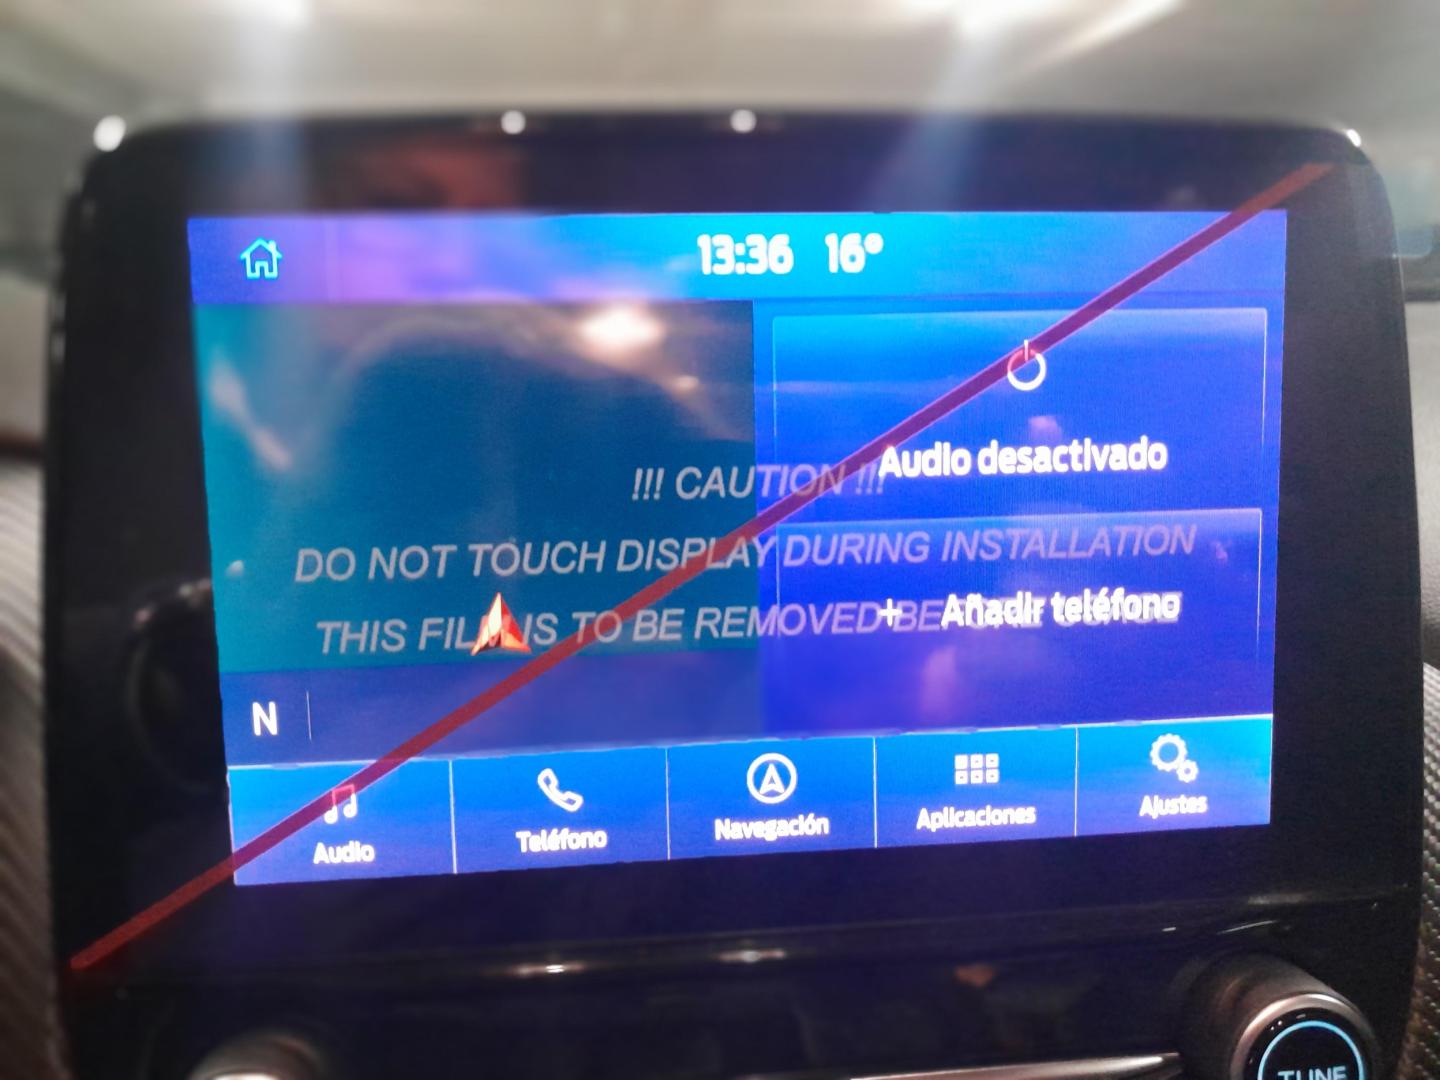 13:36 16°
!!! CAUTION !!!
Audio desactivado
DO NOT TOUCH DISPLAY DURING INSTALLATION
THIS FILM IS TO BE REMOVED
+ Añadir teléfono
N
Audio
Teléfono
Navegación
Aplicaciones
Ajustes
TUNE